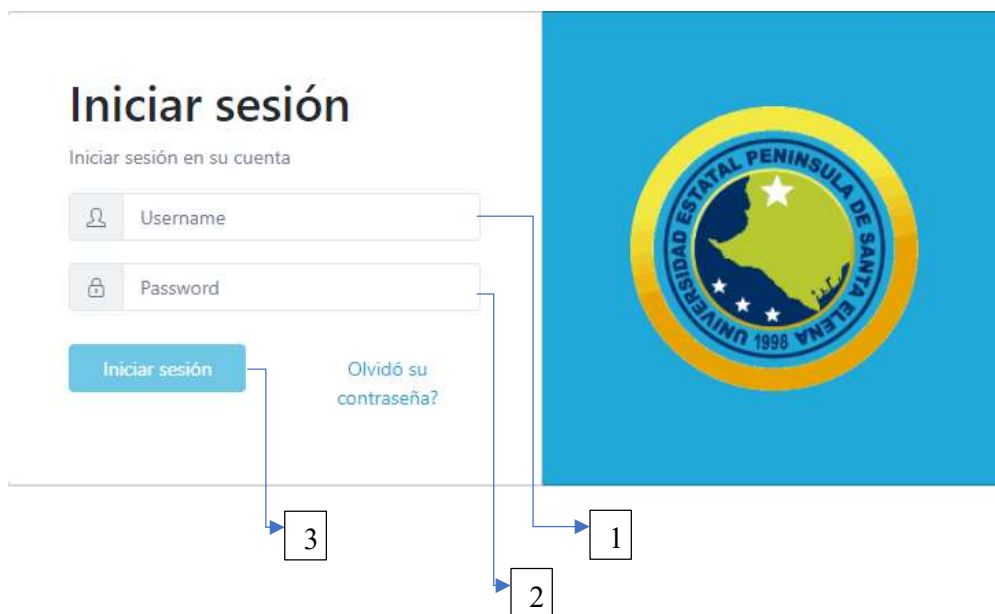 Iniciar sesión
Iniciar sesión en su cuenta
Username
Password
Iniciar sesión
Olvidó su
contraseña?
UNIVERSIDAD ESTATAL PENINSULA DE SANTA ELENA
1998
3
1
2